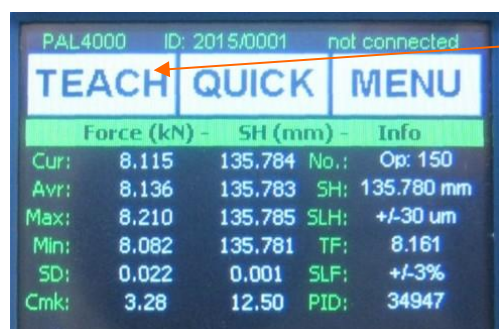 PAL4000 ID: 2015/0001 not connected
TEACH QUICK MENU
Force (kN) - SH (mm) - Info
Cur: 8.115 135.784 No.: Op: 150
Avr: 8.136 135.783 SH: 135.780 mm
Max: 8.210 135.785 SLH: +/-30 um
Min: 8.082 135.781 TF: 8.161
SD: 0.022 0.001 SLF: +/-3%
Cmk: 3.28 12.50 PID: 34947